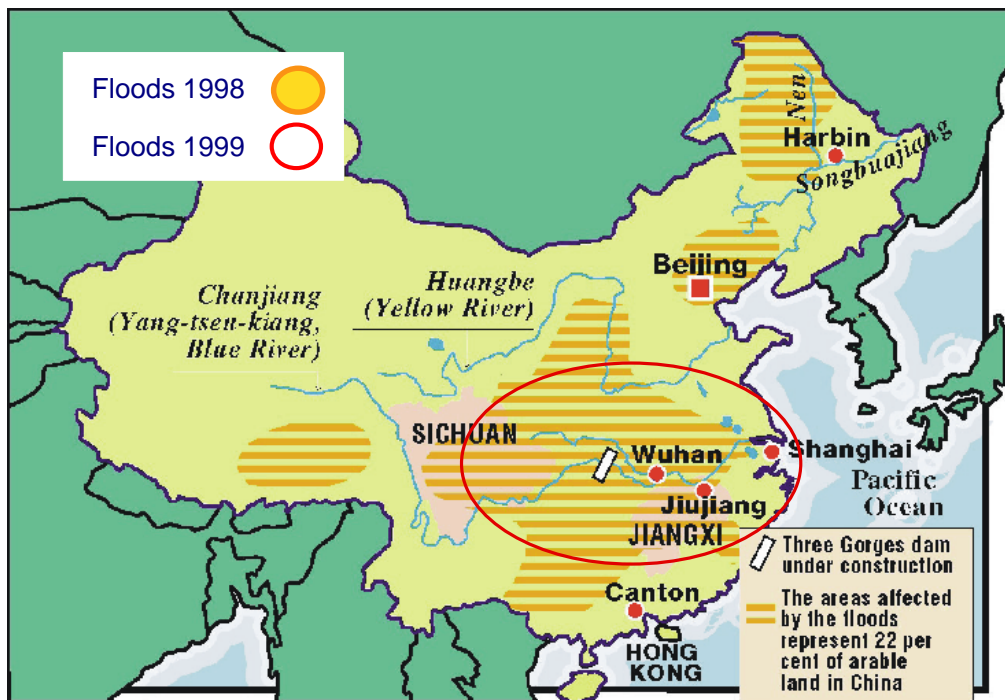 Floods 1998
Floods 1999
Nen
Harbin
Songbuajiang
Beijing
Huangbe
(Yellow River)
Chanjiang
(Yang-tsen-kiang,
Blue River)
SICHUAN
Wuhan
Shanghai
Jiujiang
JIANGXI
Pacific
Ocean
Canton
HONG
KONG
Three Gorges dam
under construction
The areas affected
by the floods
represent 22 per
cent of arable
land in China